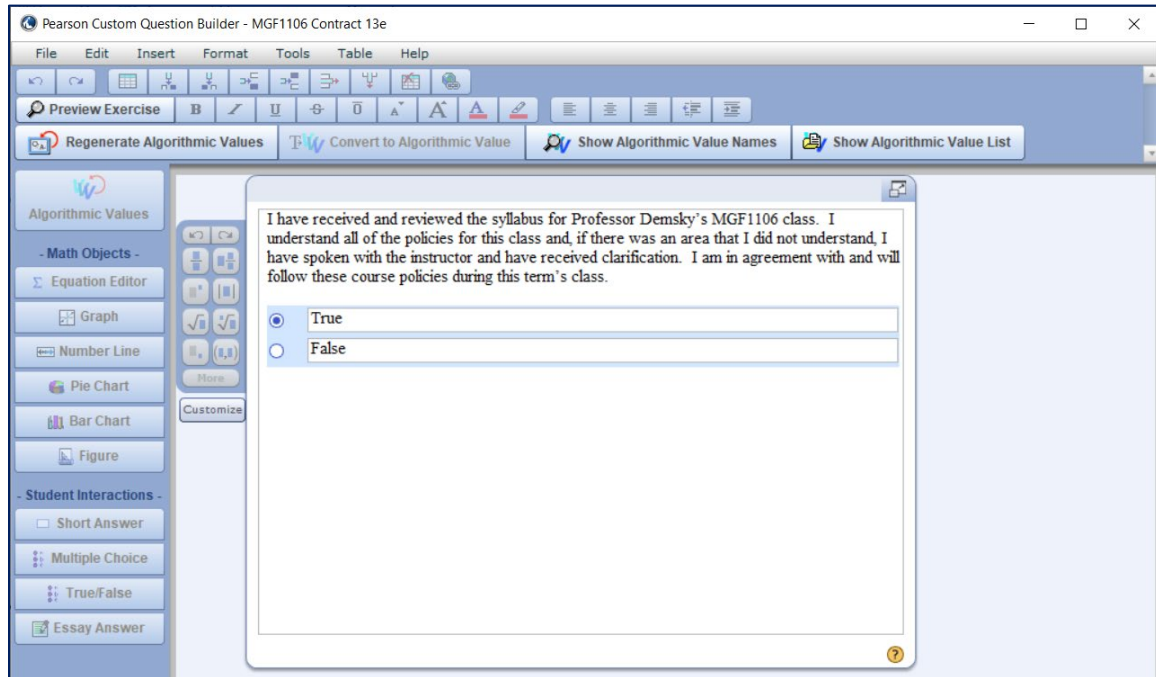 Pearson Custom Question Builder - MGF1106 Contract 13e
File Edit Insert Format Tools Table Help
Preview Exercise B I U S 0 A A A
Regenerate Algorithmic Values Convert to Algorithmic Value Show Algorithmic Value Names Show Algorithmic Value List
Algorithmic Values
- Math Objects -
Σ Equation Editor
Graph
Number Line
Pie Chart
Bar Chart
Figure
- Student Interactions -
Short Answer
Multiple Choice
True/False
Essay Answer
More
Customize
I have received and reviewed the syllabus for Professor Demsky's MGF1106 class. I
understand all of the policies for this class and, if there was an area that I did not understand, I
have spoken with the instructor and have received clarification. I am in agreement with and will
follow these course policies during this term's class.
True
False
?